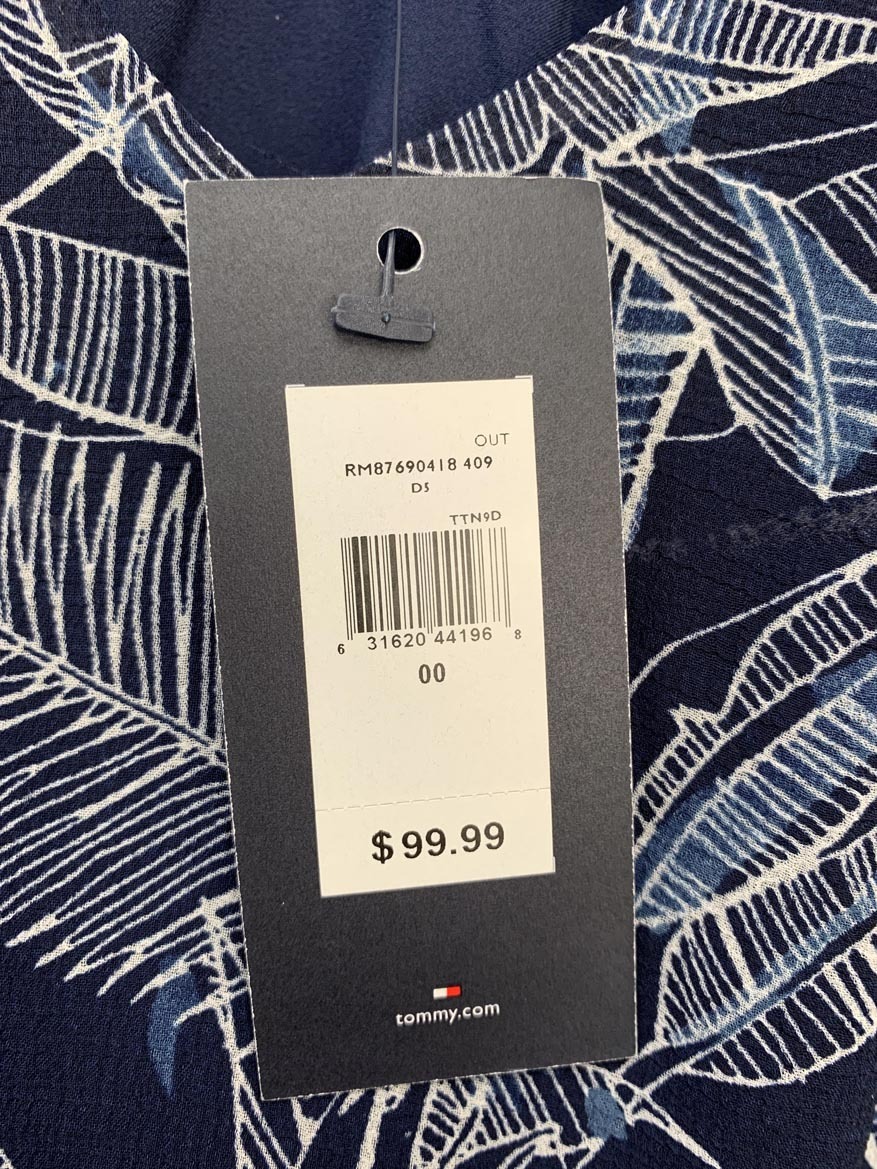 OUT
RM87690418 409
D5
TTN9D
6 31620 44196 8
00
$99.99
tommy.com